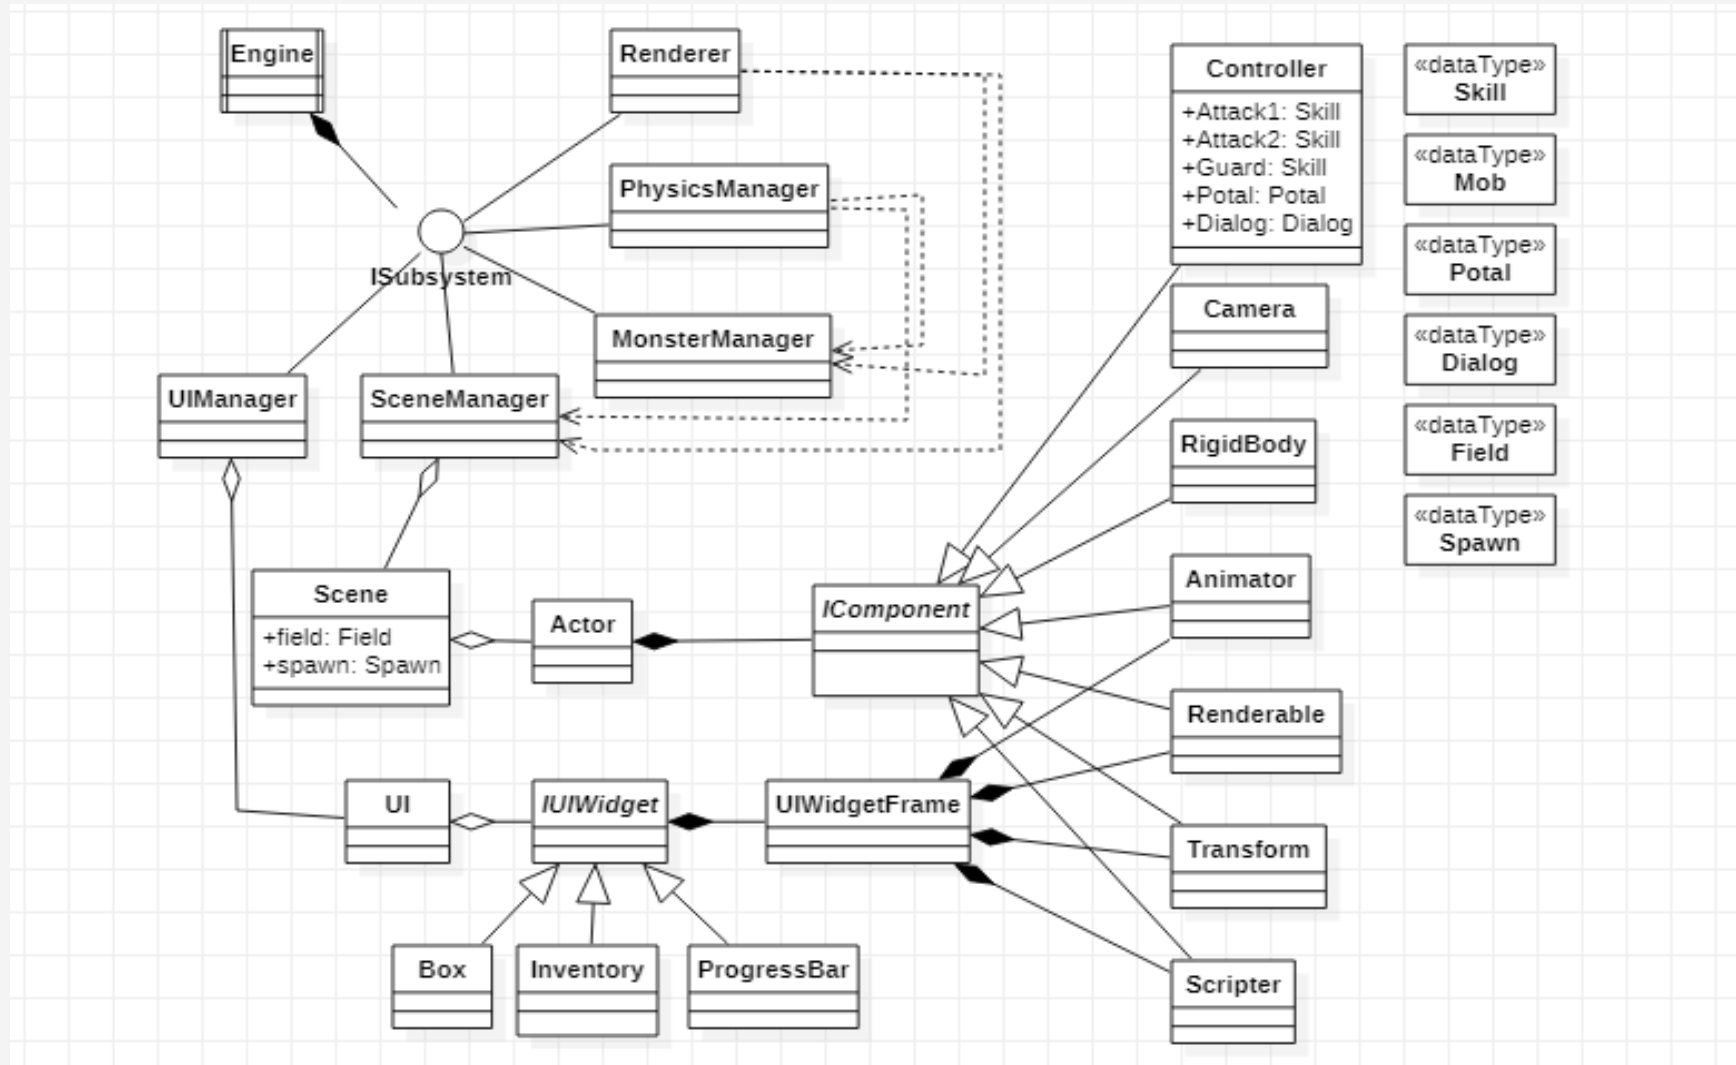 Engine
Renderer
Controller
+Attack1: Skill
+Attack2: Skill
+Guard: Skill
+Potal: Potal
+Dialog: Dialog
«dataType»
Skill
«dataType»
Mob
PhysicsManager
«dataType»
Potal
ISubsystem
Camera
MonsterManager
«dataType»
Dialog
UIManager
SceneManager
RigidBody
«dataType»
Field
«dataType»
Spawn
Scene
+field: Field
+spawn: Spawn
Actor
IComponent
Animator
Renderable
UI
IUIWidget
UIWidgetFrame
Transform
Box
Inventory
ProgressBar
Scripter